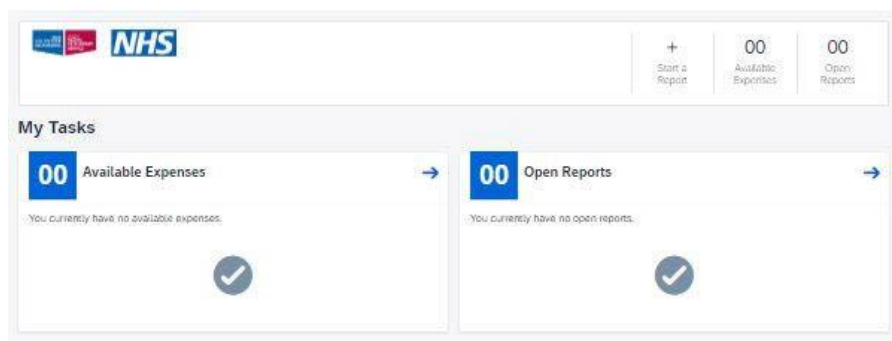 NHS
+
Start a
Report
00
Available
Expenses
00
Open
Reports
My Tasks
00 Available Expenses →
You currently have no available expenses.
00 Open Reports →
You currently have no open reports.